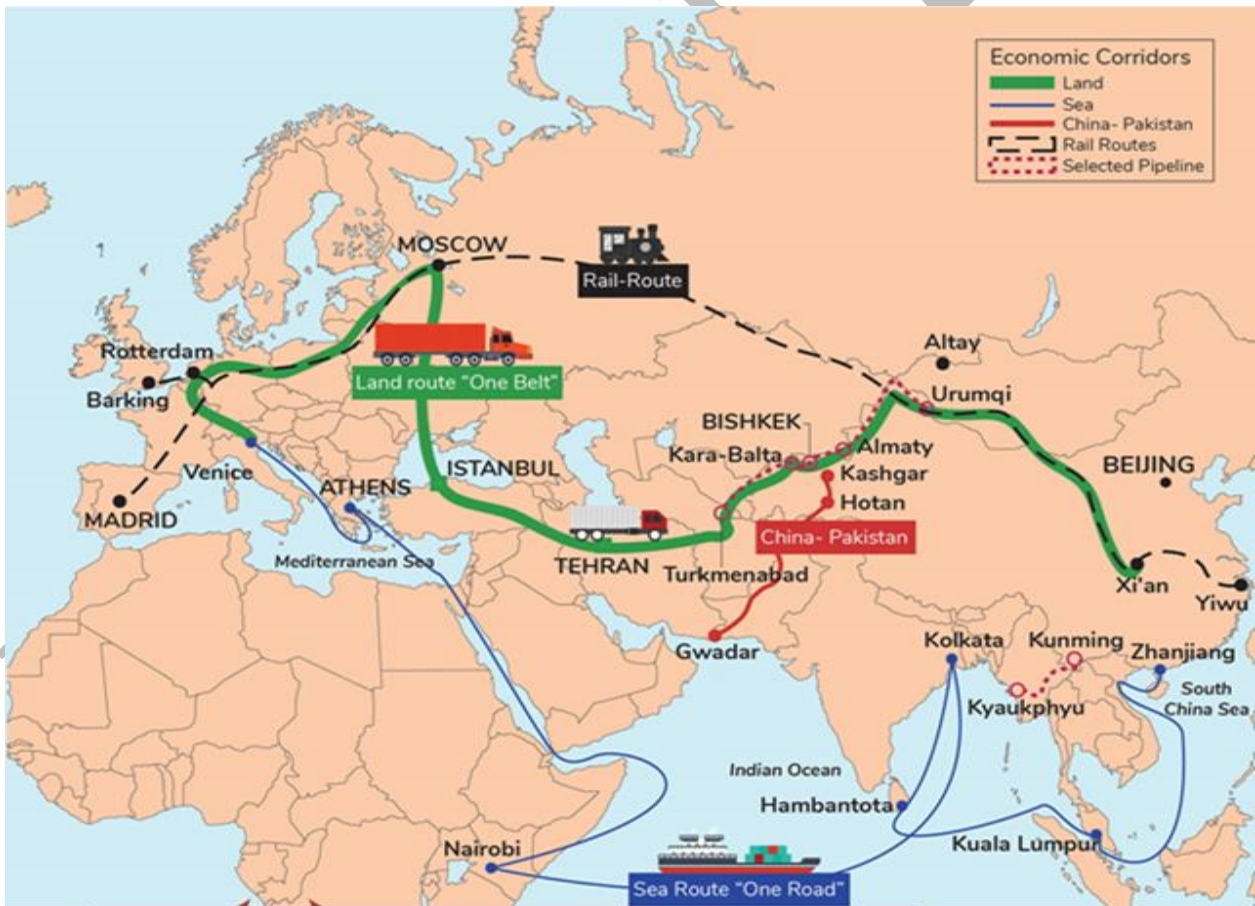 Economic Corridors
Land
Sea
China- Pakistan
Rail Routes
Selected Pipeline
MOSCOW
Rail-Route
Rotterdam
Barking
Land route "One Belt"
Altay
Urumqi
BISHKEK
Kara-Balta
Almaty
Kashgar
Hotan
BEIJING
Venice
ATHENS
ISTANBUL
MADRID
Mediterranean Sea
TEHRAN
China- Pakistan
Turkmenabad
Xi'an
Yiwu
Gwadar
Kolkata
Kunming
Zhanjiang
Kyaukphyu
South
China Sea
Indian Ocean
Hambantota
Kuala Lumpur
Nairobi
Sea Route "One Road"